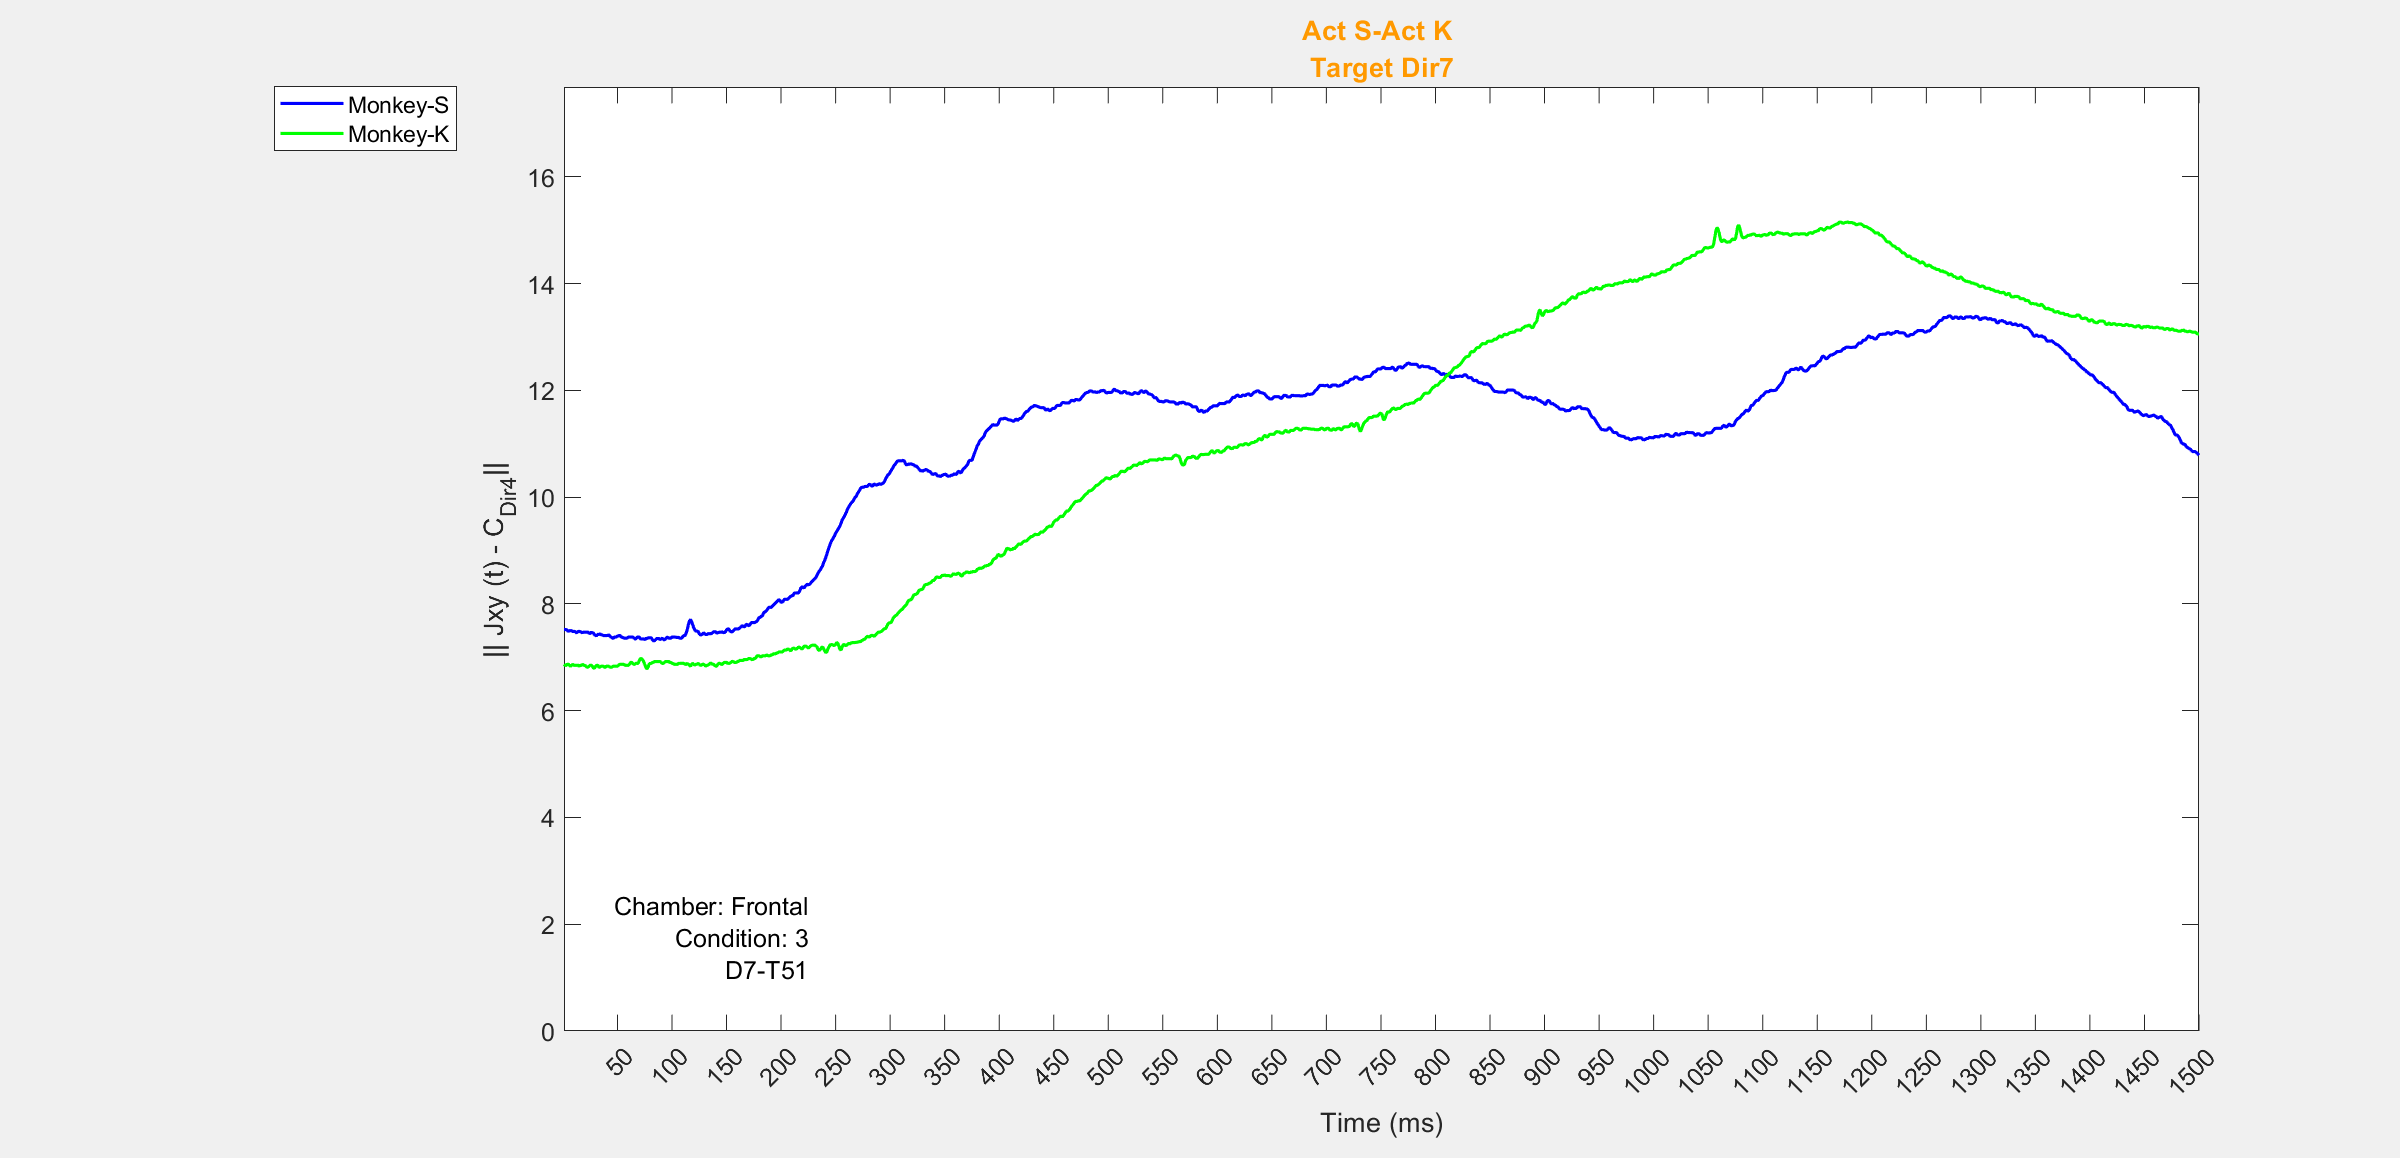 Act S-Act K
Target Dir7
Monkey-S
Monkey-K
|| Jxy (t) - C_Dir4||
16
14
12
10
8
6
4
2
0
Chamber: Frontal
Condition: 3
D7-T51
50 100 150 200 250 300 350 400 450 500 550 600 650 700 750 800 850 900 950 1000 1050 1100 1150 1200 1250 1300 1350 1400 1450 1500
Time (ms)